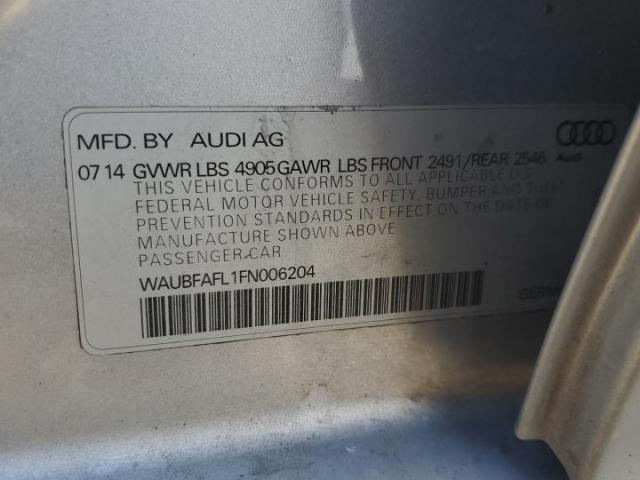 MFD. BY AUDI AG
07 14 GVWR LBS 4905 GAWR LBS FRONT 2491/REAR 2546
Audi
THIS VEHICLE CONFORMS TO ALL APPLICABLE U.S
FEDERAL MOTOR VEHICLE SAFETY, BUMPER AND THEFT
PREVENTION STANDARDS IN EFFECT ON THE DATE OF
MANUFACTURE SHOWN ABOVE
PASSENGER CAR
WAUBFAFL1FN006204